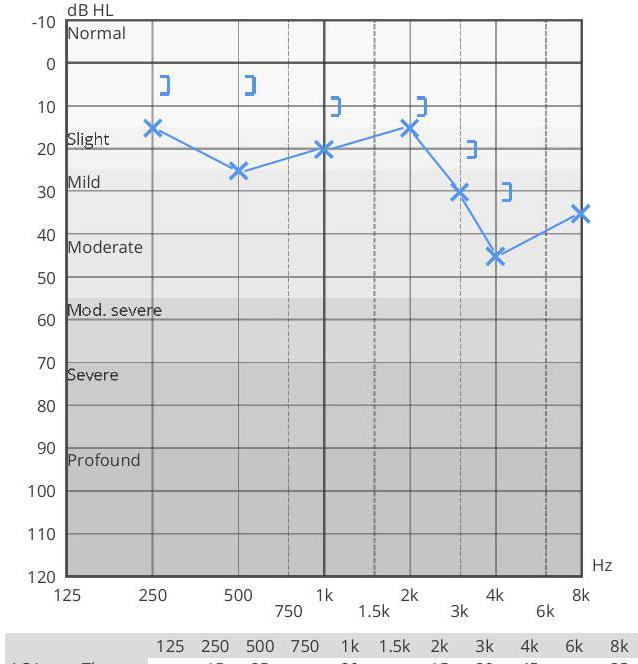 dB HL
-10
Normal
0
10
Slight
20
Mild
30
40
Moderate
50
Mod. severe
60
70
Severe
80
90
Profound
100
110
120
Hz
125 250 500 1k 2k 4k 8k
750 1.5k 3k 6k
125 250 500 750 1k 1.5k 2k 3k 4k 6k 8k